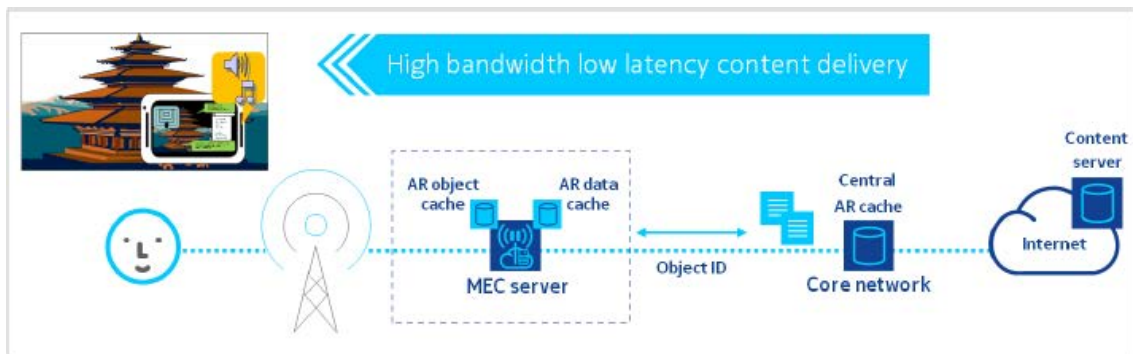 High bandwidth low latency content delivery
Content
server
AR object
cache
AR data
cache
Central
AR cache
Internet
Object ID
MEC server
Core network